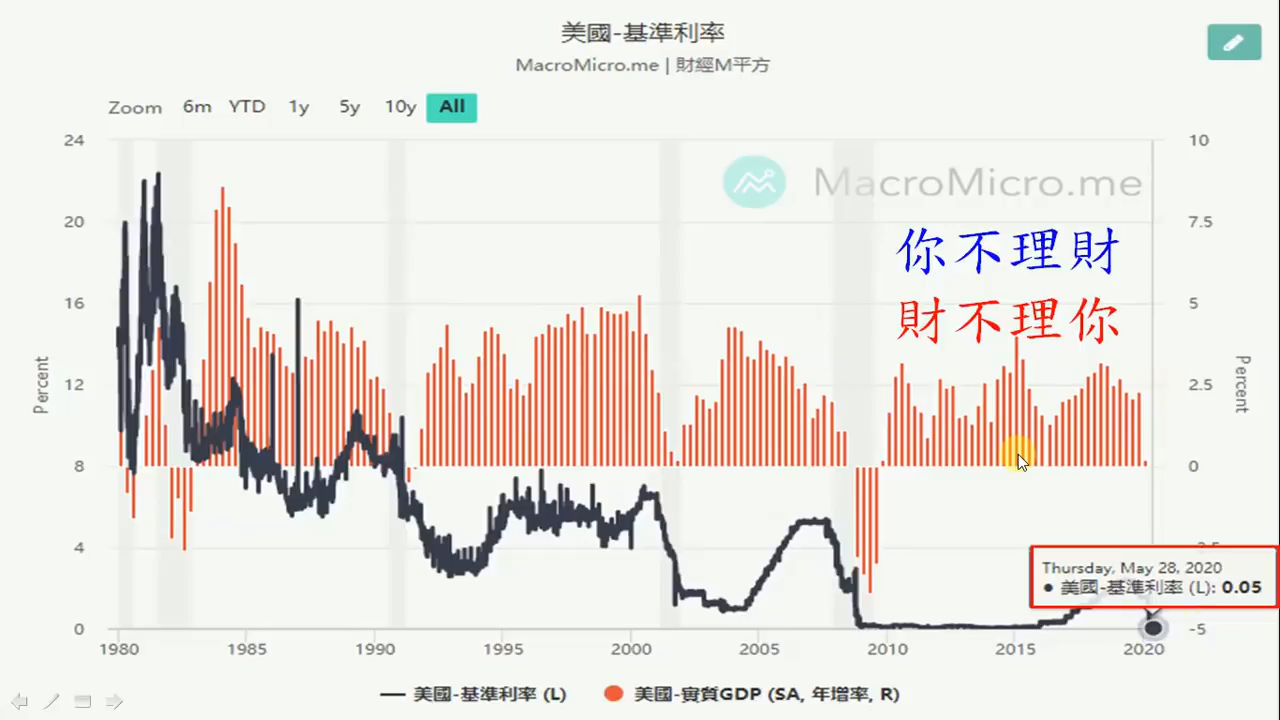 美國-基準利率
MacroMicro.me | 財經M平方
Zoom 6m YTD 1y 5y 10y All
24 10
MacroMicro.me
20 7.5
你不理財
16 5
財不理你
12 2.5
Percent Percent
8 0
4
Thursday, May 28, 2020
● 美國-基準利率 (L): 0.05
0 -5
1980 1985 1990 1995 2000 2005 2010 2015 2020
美國-基準利率 (L) 美國-實質GDP (SA, 年增率, R)